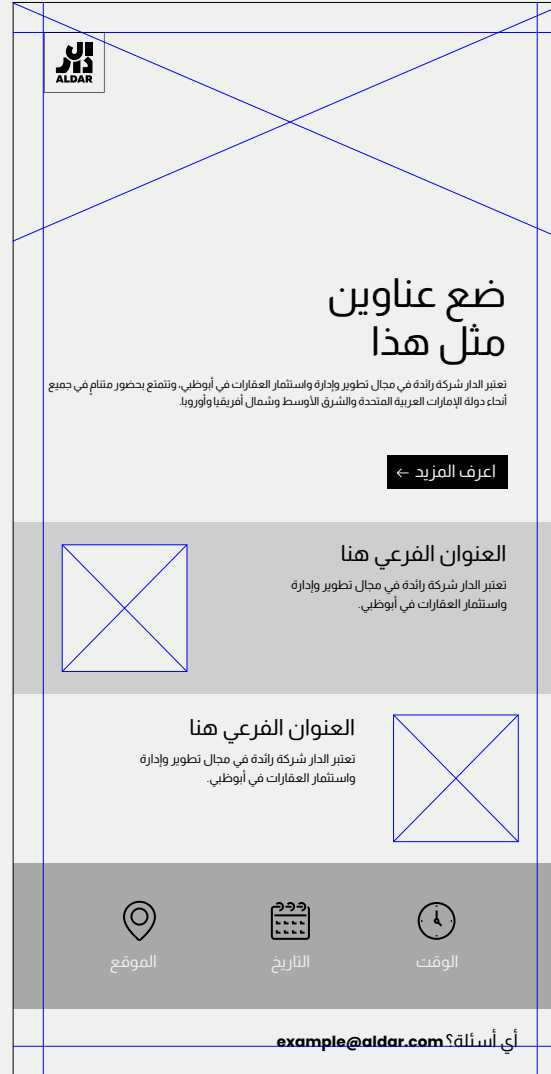 الدار
ALDAR
ضع عناوين
مثل هذا
تعتبر الدار شركة رائدة في مجال تطوير وإدارة واستثمار العقارات في أبوظبي، وتتمتع بحضور متنامٍ في جميع
أنحاء دولة الإمارات العربية المتحدة والشرق الأوسط وشمال أفريقيا وأوروبا.
اعرف المزيد ←
العنوان الفرعي هنا
تعتبر الدار شركة رائدة في مجال تطوير وإدارة
واستثمار العقارات في أبوظبي.
العنوان الفرعي هنا
تعتبر الدار شركة رائدة في مجال تطوير وإدارة
واستثمار العقارات في أبوظبي.
الوقت
التاريخ
الموقع
أي أسئلة؟ example@aldar.com